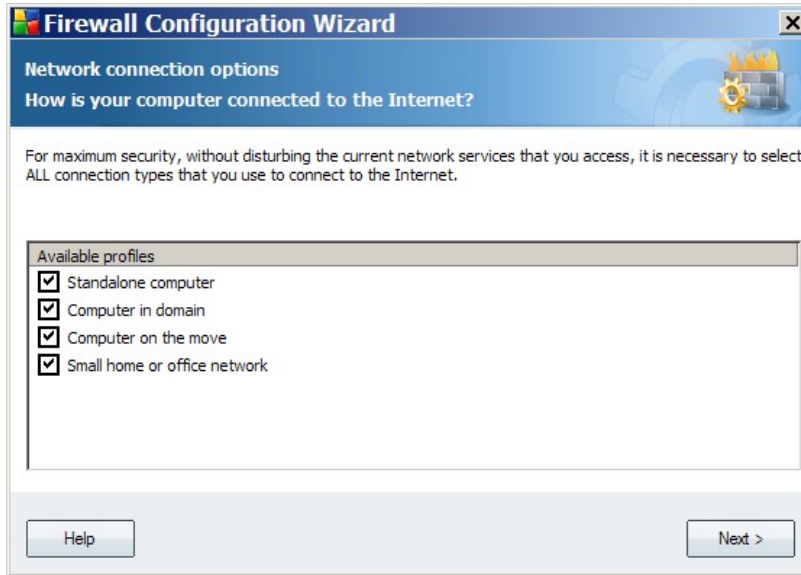 Firewall Configuration Wizard
Network connection options
How is your computer connected to the Internet?
For maximum security, without disturbing the current network services that you access, it is necessary to select
ALL connection types that you use to connect to the Internet.
Available profiles
Standalone computer
Computer in domain
Computer on the move
Small home or office network
Help
Next >